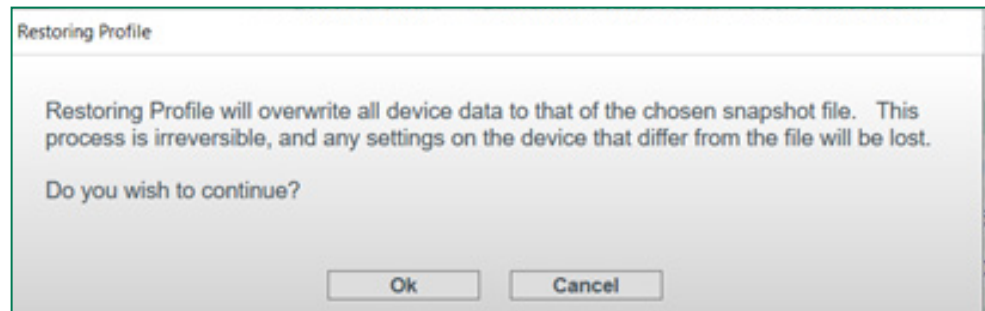 Restoring Profile
Restoring Profile will overwrite all device data to that of the chosen snapshot file. This
process is irreversible, and any settings on the device that differ from the file will be lost.
Do you wish to continue?
Ok Cancel